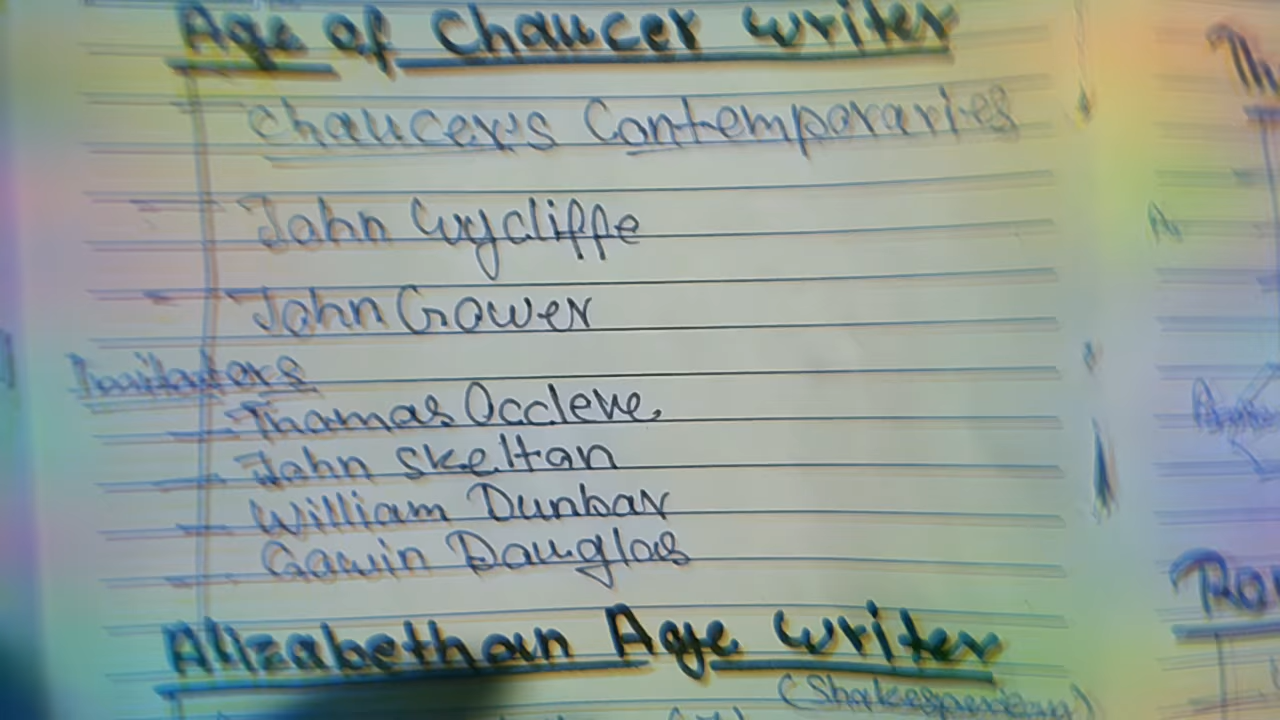 Age of Chaucer writer
Chaucer's Contemporaries
John Wycliffe
John Gower
Imitators
Thomas Occleve,
John Skeltan
William Dunbar
Gawin Dauglas
Alizabethan Age writer
(Shakespearean)